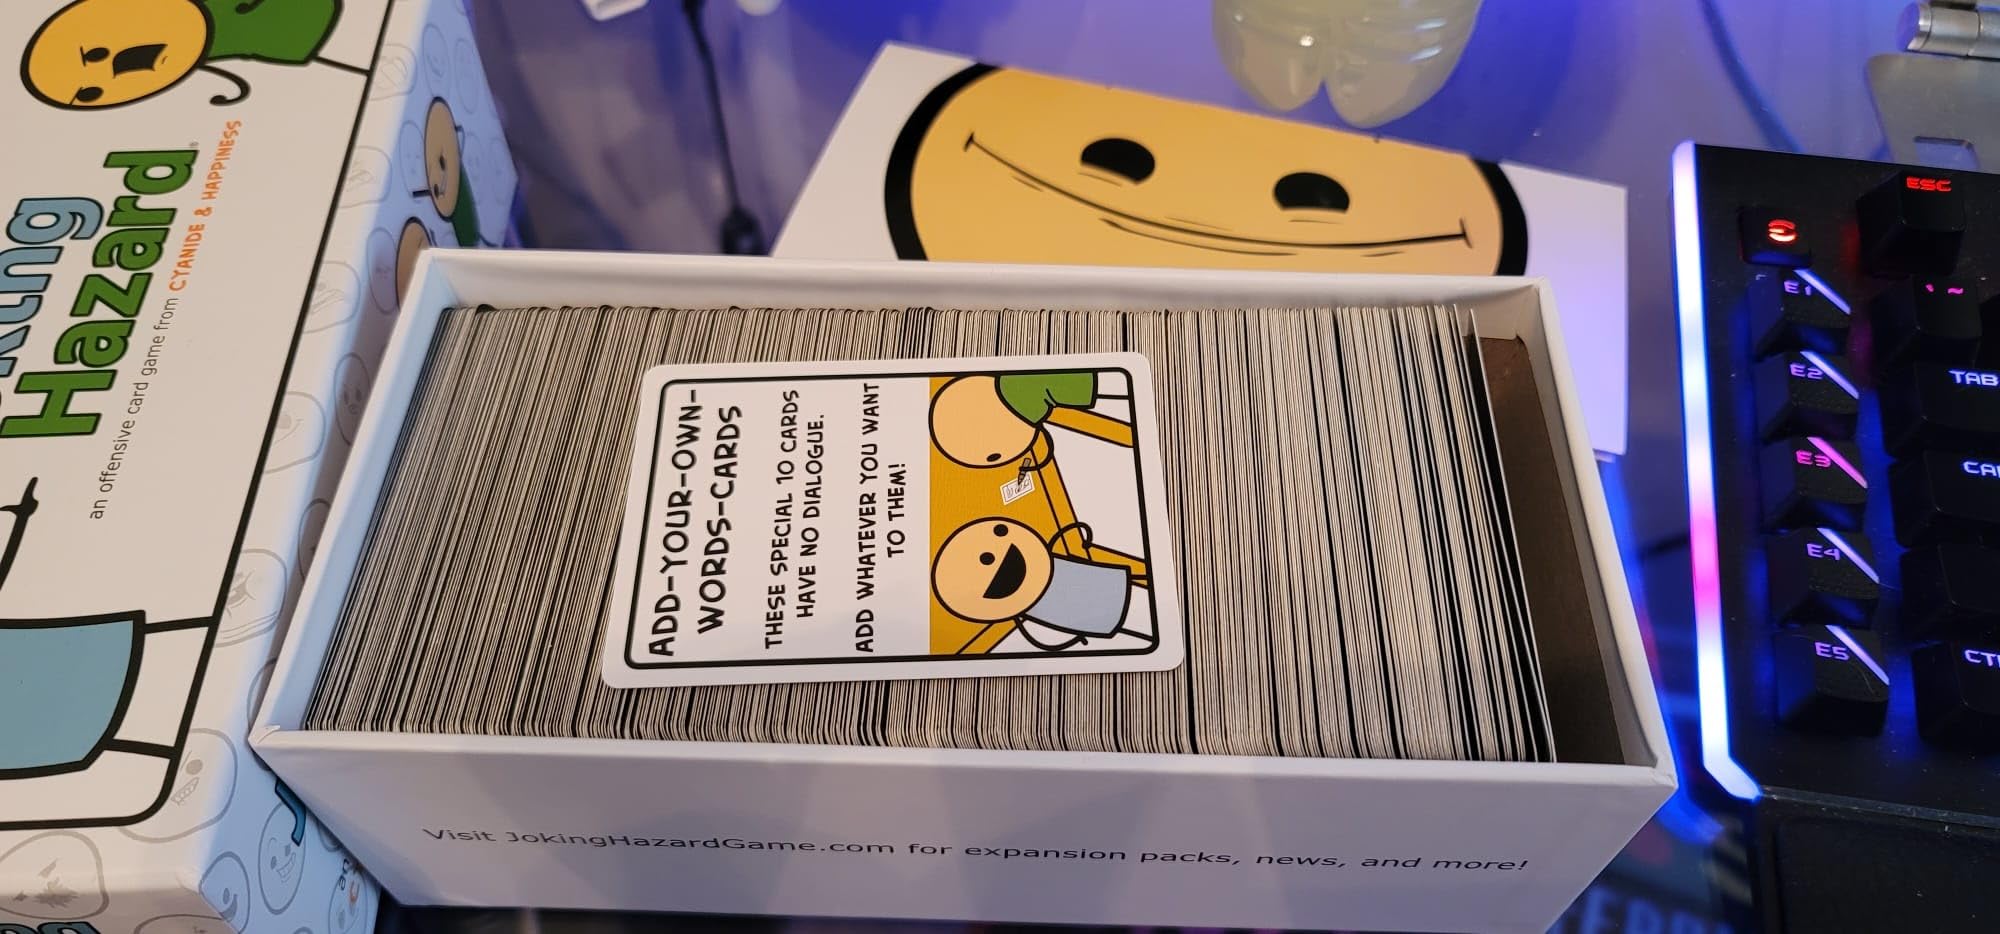 Hazard
an offensive card game from CYANIDE & HAPPINESS
ADD-YOUR-OWN-
WORDS-CARDS
THESE SPECIAL 10 CARDS
HAVE NO DIALOGUE.
ADD WHATEVER YOU WANT
TO THEM!
Visit JokingHazardGame.com for expansion packs, news, and more!
ESC
E1
E2
E3
E4
E5
~
TAB